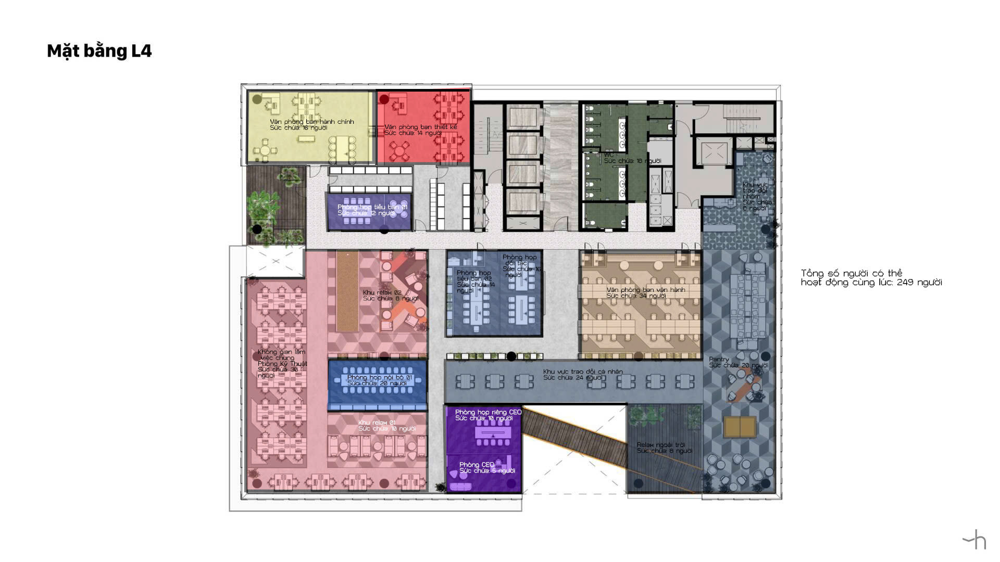 Mặt bằng L4
Văn phòng ban hành chính
Sức chứa: 16 người
Văn phòng ban thiết kế
Sức chứa: 14 người
WC
Sức chứa: 18 người
Khu vực
trao đổi
nhóm
Sức chứa:
8 người
Phòng họp tiểu ban 01
Sức chứa: 12 người
Phòng họp
đối tác
Sức chứa: 16
người
Phòng họp
tiểu ban 02
Sức chứa: 14
người
Văn phòng ban vận hành
Sức chứa: 34 người
Khu relax 02
Sức chứa: 8 người
Tổng số người có thể
hoạt động cùng lúc: 249 người
Không gian làm
việc chung
Phòng Kỹ Thuật
Sức chứa: 30
người
Phòng họp nội bộ 01
Sức chứa: 20 người
Khu vực trao đổi cá nhân
Sức chứa: 24 người
Pantry
Sức chứa: 20 người
Khu relax 01
Sức chứa: 10 người
Phòng họp riêng CEO
Sức chứa: 10 người
Relax ngoài trời
Sức chứa: 8 người
Phòng CEO
Sức chứa: 5 người